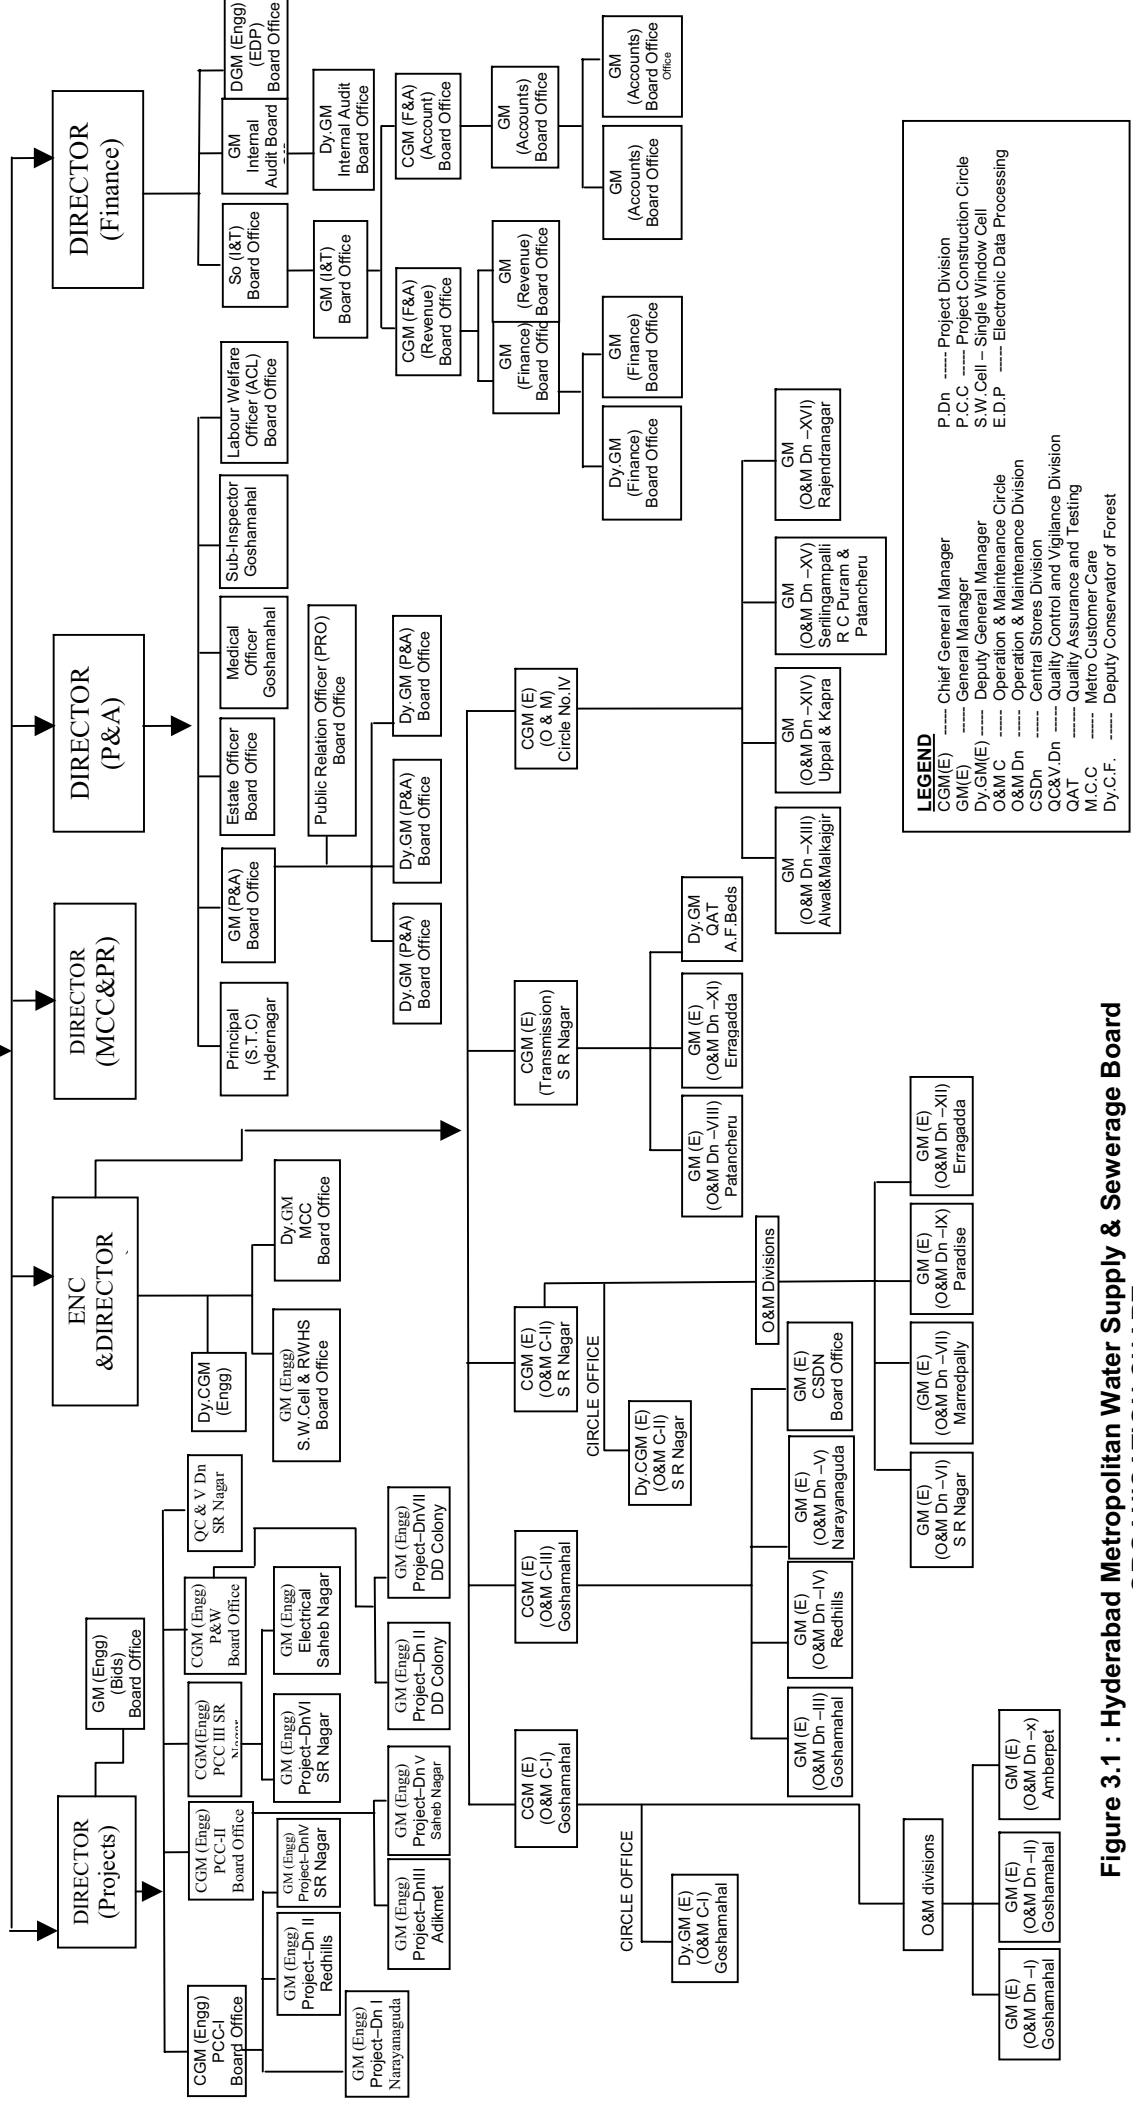 DIRECTOR
(Projects)
GM (Engg)
(Bids)
Board Office
ENC
&DIRECTOR
DIRECTOR
(MCC&PR)
DIRECTOR
(P&A)
DIRECTOR
(Finance)
CGM (Engg)
PCC-I
Board Office
CGM (Engg)
PCC-II
Board Office
CGM(Engg)
PCC III SR
Nagar
CGM (Engg)
P&W
Board Office
QC & V Dn
SR Nagar
GM (Engg)
Project–Dn I
Narayanaguda
GM (Engg)
Project–Dn II
Redhills
GM (Engg)
Project–DnIV
SR Nagar
GM (Engg)
Project–DnVI
SR Nagar
GM (Engg)
Electrical
Saheb Nagar
GM (Engg)
Project–DnIII
Adikmet
GM (Engg)
Project–Dn V
Saheb Nagar
GM (Engg)
Project–Dn II
DD Colony
GM (Engg)
Project–DnVII
DD Colony
Dy.CGM
(Engg)
GM (Engg)
S.W.Cell & RWHS
Board Office
Dy.GM
MCC
Board Office
Principal
(S.T.C)
Hydernagar
GM (P&A)
Board Office
Estate Officer
Board Office
Medical
Officer
Goshamahal
Sub-Inspector
Goshamahal
Labour Welfare
Officer (ACL)
Board Office
Public Relation Officer (PRO)
Board Office
Dy.GM (P&A)
Board Office
Dy.GM (P&A)
Board Office
Dy.GM (P&A)
Board Office
So (I&T)
Board Office
GM
Internal
Audit Board
DGM (Engg)
(EDP)
Board Office
GM (I&T)
Board Office
Dy.GM
Internal Audit
Board Office
CGM (F&A)
(Revenue)
Board Office
CGM (F&A)
(Account)
Board Office
GM
(Finance)
Board Office
GM
(Revenue)
Board Office
GM
(Accounts)
Board Office
Dy.GM
(Finance)
Board Office
GM
(Finance)
Board Office
GM
(Accounts)
Board Office
GM
(Accounts)
Board Office
Office
CGM (E)
(O&M C-I)
Goshamahal
CGM (E)
(O&M C-III)
Goshamahal
CGM (E)
(O&M C-II)
S R Nagar
CGM (E)
(Transmission)
S R Nagar
CGM (E)
(O & M)
Circle No.IV
CIRCLE OFFICE
Dy.GM (E)
(O&M C-I)
Goshamahal
O&M divisions
GM (E)
(O&M Dn –I)
Goshamahal
GM (E)
(O&M Dn –II)
Goshamahal
GM (E)
(O&M Dn –x)
Amberpet
GM (E)
(O&M Dn –III)
Goshamahal
GM (E)
(O&M Dn –IV)
Redhills
GM (E)
(O&M Dn –V)
Narayanaguda
GM (E)
CSDN
Board Office
CIRCLE OFFICE
Dy.CGM (E)
(O&M C-II)
S R Nagar
O&M Divisions
GM (E)
(O&M Dn –VI)
S R Nagar
(GM (E)
(O&M Dn –VII)
Marredpally
GM (E)
(O&M Dn –IX)
Paradise
GM (E)
(O&M Dn –XII)
Erragadda
GM (E)
(O&M Dn –VIII)
Patancheru
GM (E)
(O&M Dn –XI)
Erragadda
Dy.GM
QAT
A.F.Beds
GM
(O&M Dn –XIII)
Alwal&Malkajgir
GM
(O&M Dn –XIV)
Uppal & Kapra
GM
(O&M Dn –XV)
Serilingampalli
R C Puram &
Patancheru
GM
(O&M Dn –XVI)
Rajendranagar
LEGEND
CGM(E) ----- Chief General Manager
GM(E) ----- General Manager
Dy.GM(E) ----- Deputy General Manager
O&M C ----- Operation & Maintenance Circle
O&M Dn ----- Operation & Maintenance Division
CSDn ----- Central Stores Division
QC&V.Dn ----- Quality Control and Vigilance Division
QAT ----- Quality Assurance and Testing
M.C.C ----- Metro Customer Care
Dy.C.F. ----- Deputy Conservator of Forest
P.Dn ----- Project Division
P.C.C ----- Project Construction Circle
S.W.Cell – Single Window Cell
E.D.P ----- Electronic Data Processing
Figure 3.1 : Hyderabad Metropolitan Water Supply & Sewerage Board